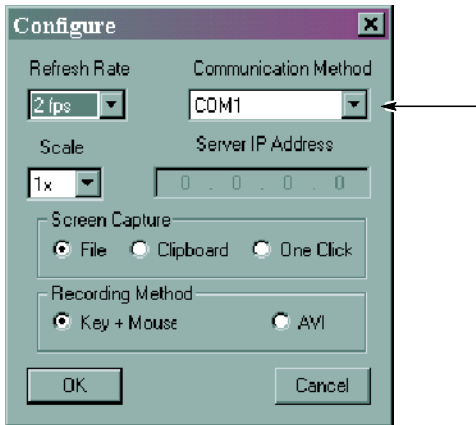 Configure
Refresh Rate Communication Method
2 fps COM1
Scale Server IP Address
1x 0 . 0 . 0 . 0
Screen Capture
File Clipboard One Click
Recording Method
Key + Mouse AVI
OK Cancel